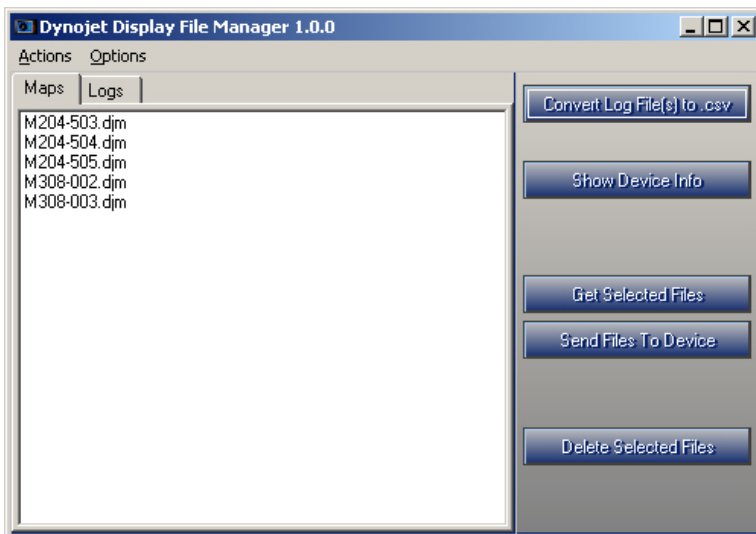 Dynojet Display File Manager 1.0.0
Actions Options
Maps Logs
M204-503.djm
M204-504.djm
M204-505.djm
M308-002.djm
M308-003.djm
Convert Log File(s) to .csv
Show Device Info
Get Selected Files
Send Files To Device
Delete Selected Files